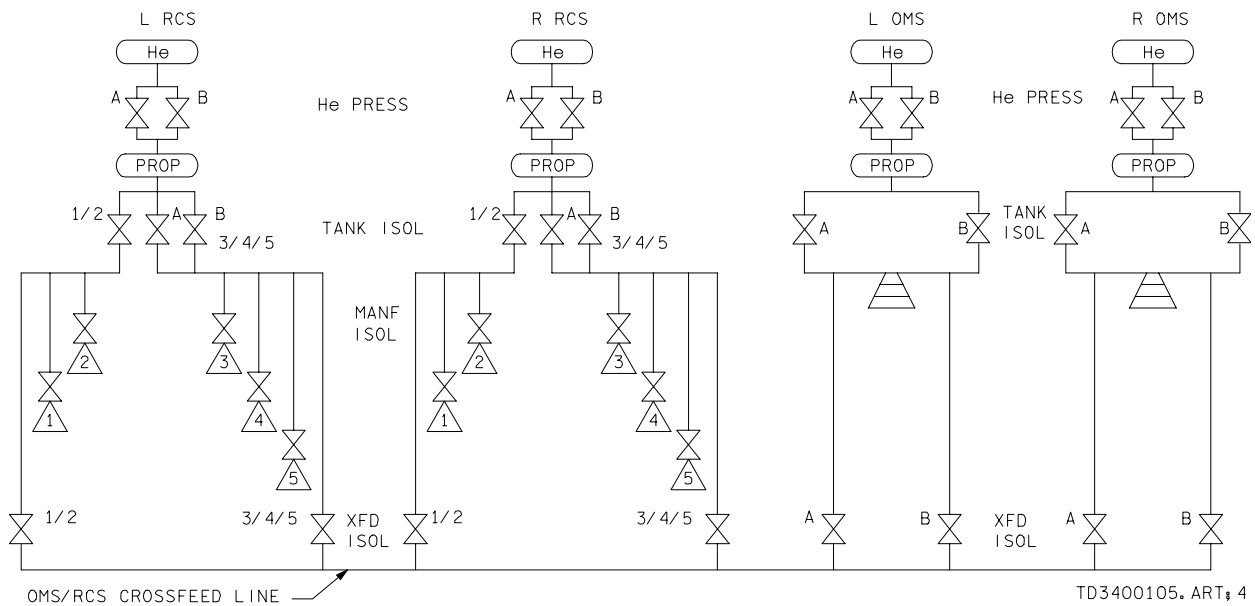 L RCS
R RCS
L OMS
R OMS
He
He
He
He
A
B
He PRESS
A
B
A
B
He PRESS
A
B
PROP
PROP
PROP
PROP
1/2
A
B
3/4/5
TANK ISOL
1/2
A
B
3/4/5
A
B
TANK
ISOL
A
B
MANF
ISOL
2
3
2
3
1
4
1
4
5
5
1/2
3/4/5
XFD
ISOL
1/2
3/4/5
A
B
XFD
ISOL
A
B
OMS/RCS CROSSFEED LINE
TD3400105. ART; 4